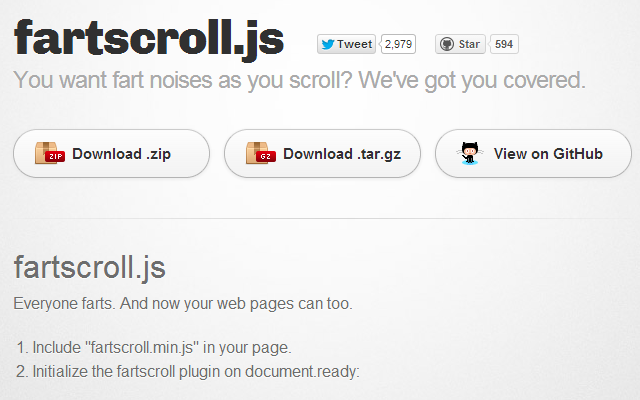 fartscroll.js
Tweet 2,979 Star 594
You want fart noises as you scroll? We've got you covered.
ZIP Download .zip GZ Download .tar.gz View on GitHub
fartscroll.js
Everyone farts. And now your web pages can too.
1. Include "fartscroll.min.js" in your page.
2. Initialize the fartscroll plugin on document.ready: